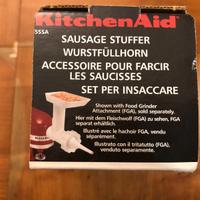 KitchenAid
SSSA
SAUSAGE STUFFER
WURSTFÜLLHORN
ACCESSOIRE POUR FARCIR
LES SAUCISSES
SET PER INSACCARE
Shown with Food Grinder
Attachment (FGA), sold separately.
Hier mit dem Fleischwolf (FGA) zu sehen, FGA
separat erhältlich.
Illustré avec le hachoir FGA, vendu
séparément.
Illustrato con il tritatutto (FGA),
venduto separamente.